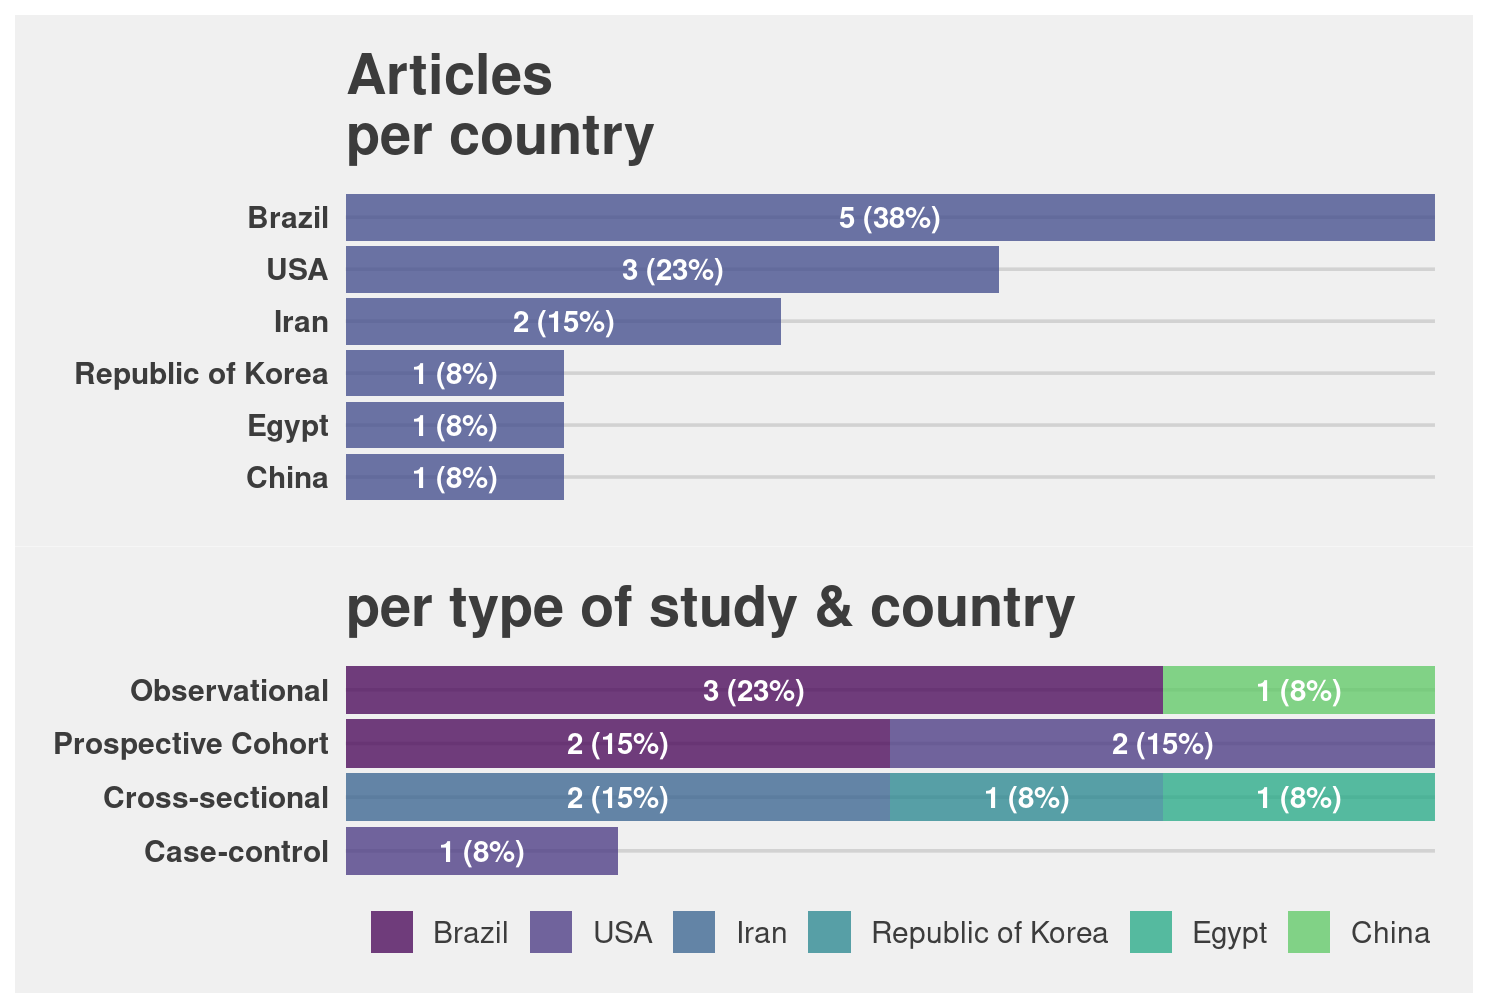 Articles
per country
Brazil 5 (38%)
USA 3 (23%)
Iran 2 (15%)
Republic of Korea 1 (8%)
Egypt 1 (8%)
China 1 (8%)
per type of study & country
Observational 3 (23%) 1 (8%)
Prospective Cohort 2 (15%) 2 (15%)
Cross-sectional 2 (15%) 1 (8%) 1 (8%)
Case-control 1 (8%)
Brazil USA Iran Republic of Korea Egypt China